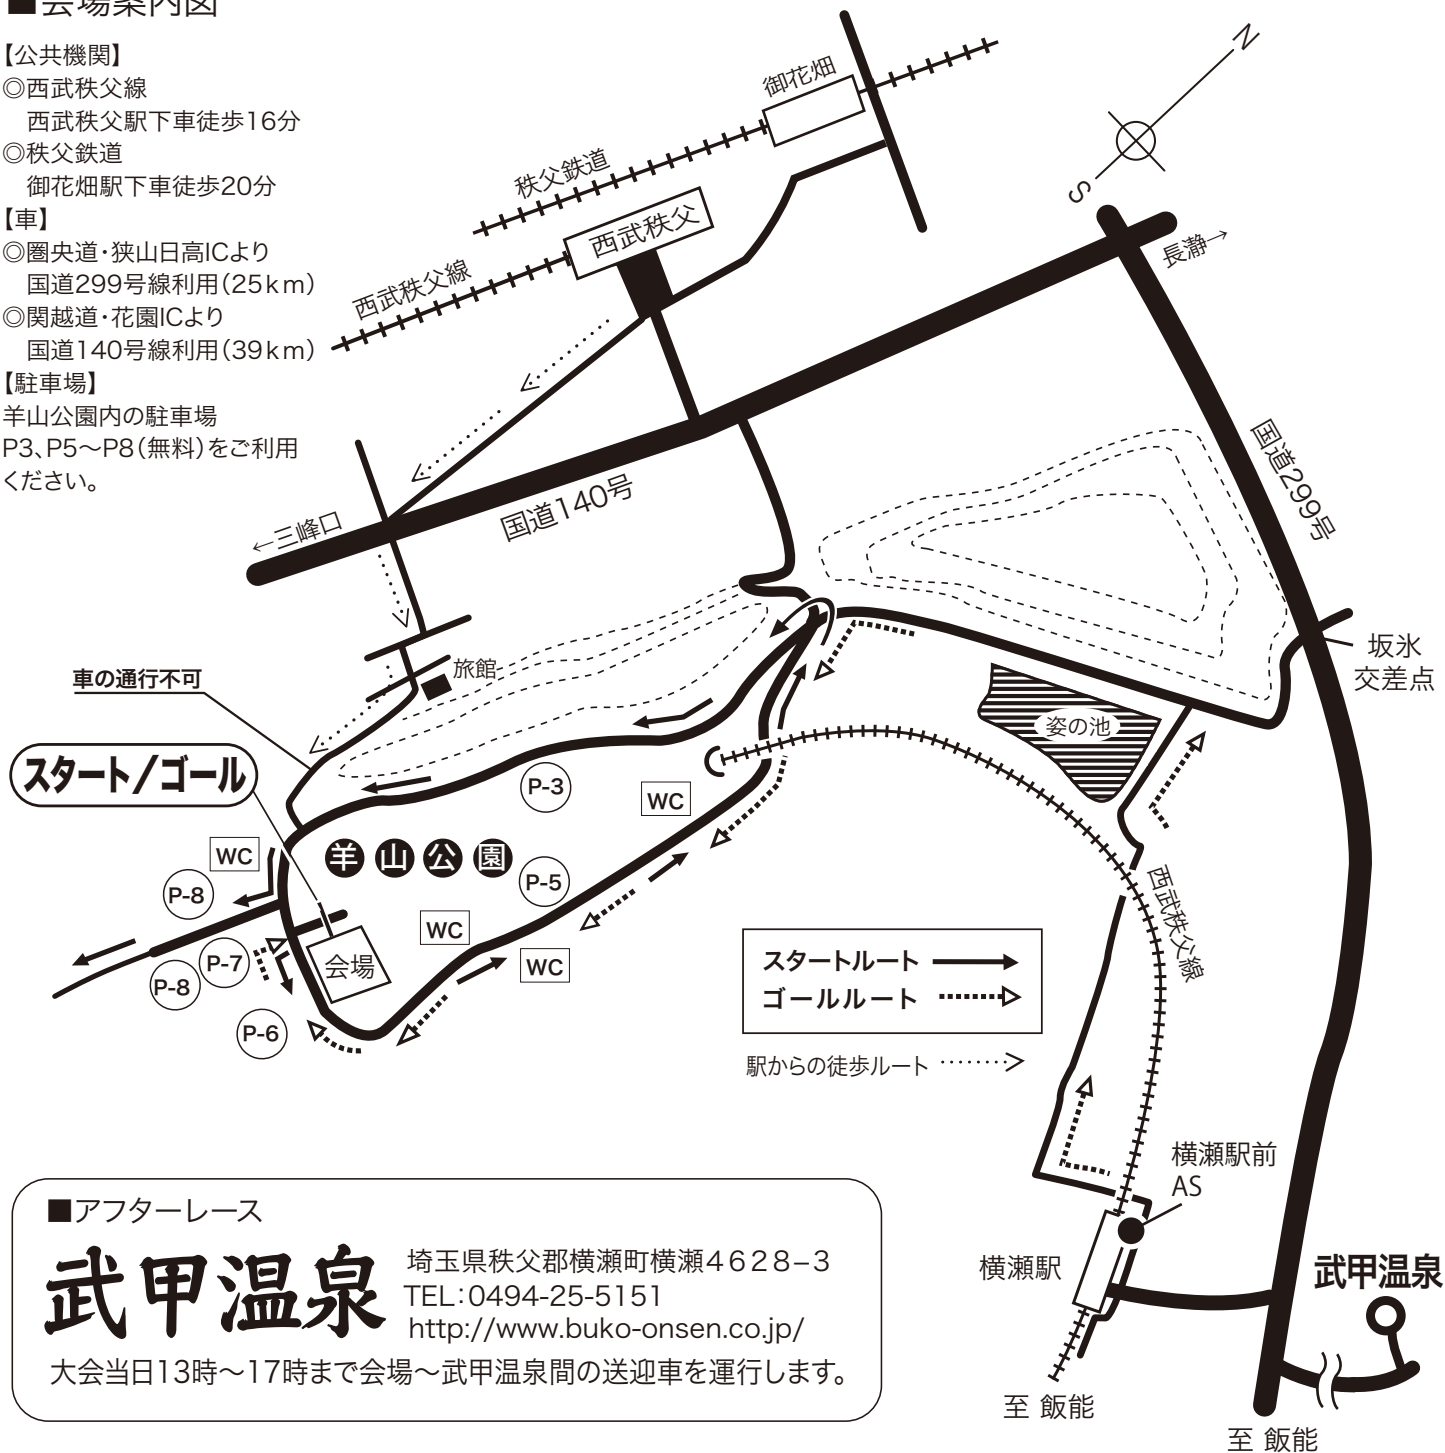 ■会場案内図
【公共機関】
◎西武秩父線
西武秩父駅下車徒歩16分
◎秩父鉄道
御花畑駅下車徒歩20分
【車】
◎圏央道・狭山日高ICより
国道299号線利用(25km)
◎関越道・花園ICより
国道140号線利用(39km)
【駐車場】
羊山公園内の駐車場
P3、P5〜P8(無料)をご利用
ください。
御花畑
秩父鉄道
西武秩父
西武秩父線
N
S
長瀞→
国道299号
国道140号
←三峰口
坂氷
交差点
旅館
車の通行不可
スタート/ゴール
姿の池
P-3
WC
羊山公園
P-5
WC
P-8
WC
WC
P-7
P-8
会場
P-6
西武秩父線
スタートルート
ゴールルート
駅からの徒歩ルート
横瀬駅前
AS
横瀬駅
武甲温泉
至 飯能
至 飯能
■アフターレース
武甲温泉
埼玉県秩父郡横瀬町横瀬4628−3
TEL:0494-25-5151
http://www.buko-onsen.co.jp/
大会当日13時〜17時まで会場〜武甲温泉間の送迎車を運行します。